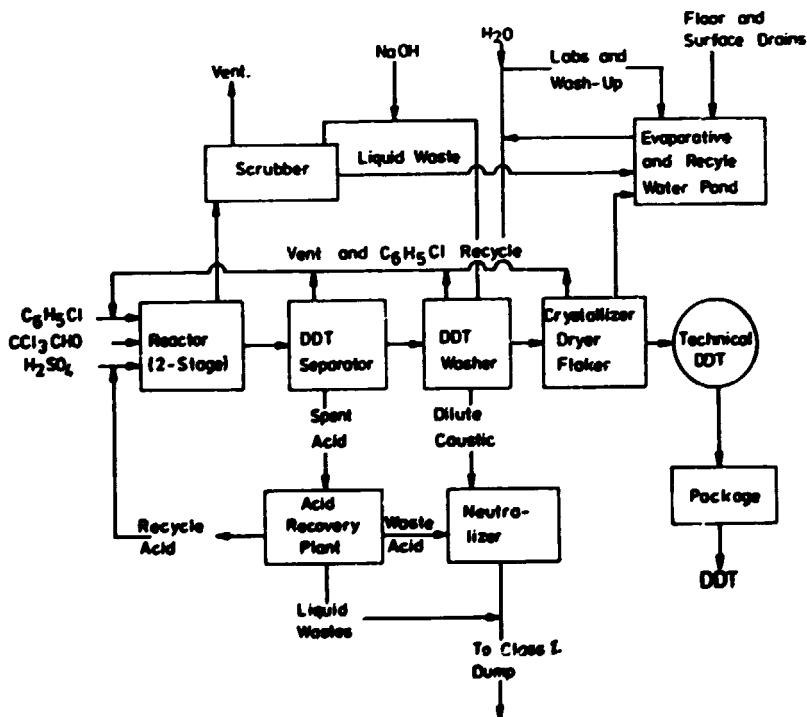 Floor and
Surface Drains
NaOH
H2O
Labs and
Wash-Up
Vent.
Scrubber
Liquid Waste
Evaporative
and Recyle
Water Pond
Vent and C6H5Cl Recycle
C6H5Cl
CCl3CHO
H2SO4
Reactor
(2-Stage)
DDT
Separator
DDT
Washer
Crystallizer
Dryer
Flaker
Technical
DDT
Spent
Acid
Dilute
Caustic
Package
DDT
Recycle
Acid
Acid
Recovery
Plant
Waste
Acid
Neutra-
lizer
Liquid
Wastes
To Class I.
Dump